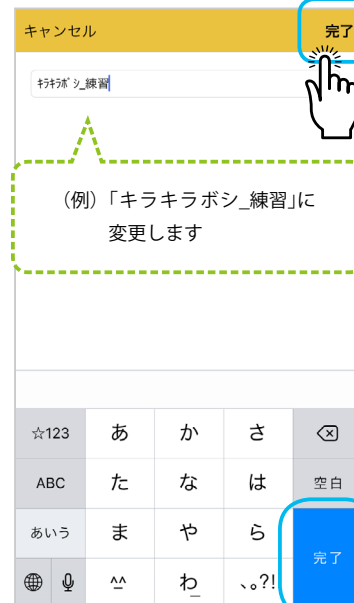 キャンセル 完了
ｷﾗｷﾗﾎﾞｼ_練習
(例)「キラキラボシ_練習」に
変更します
☆123 あ か さ
ABC た な は 空白
あいう ま や ら 完了
^^ わ_ 、。?!